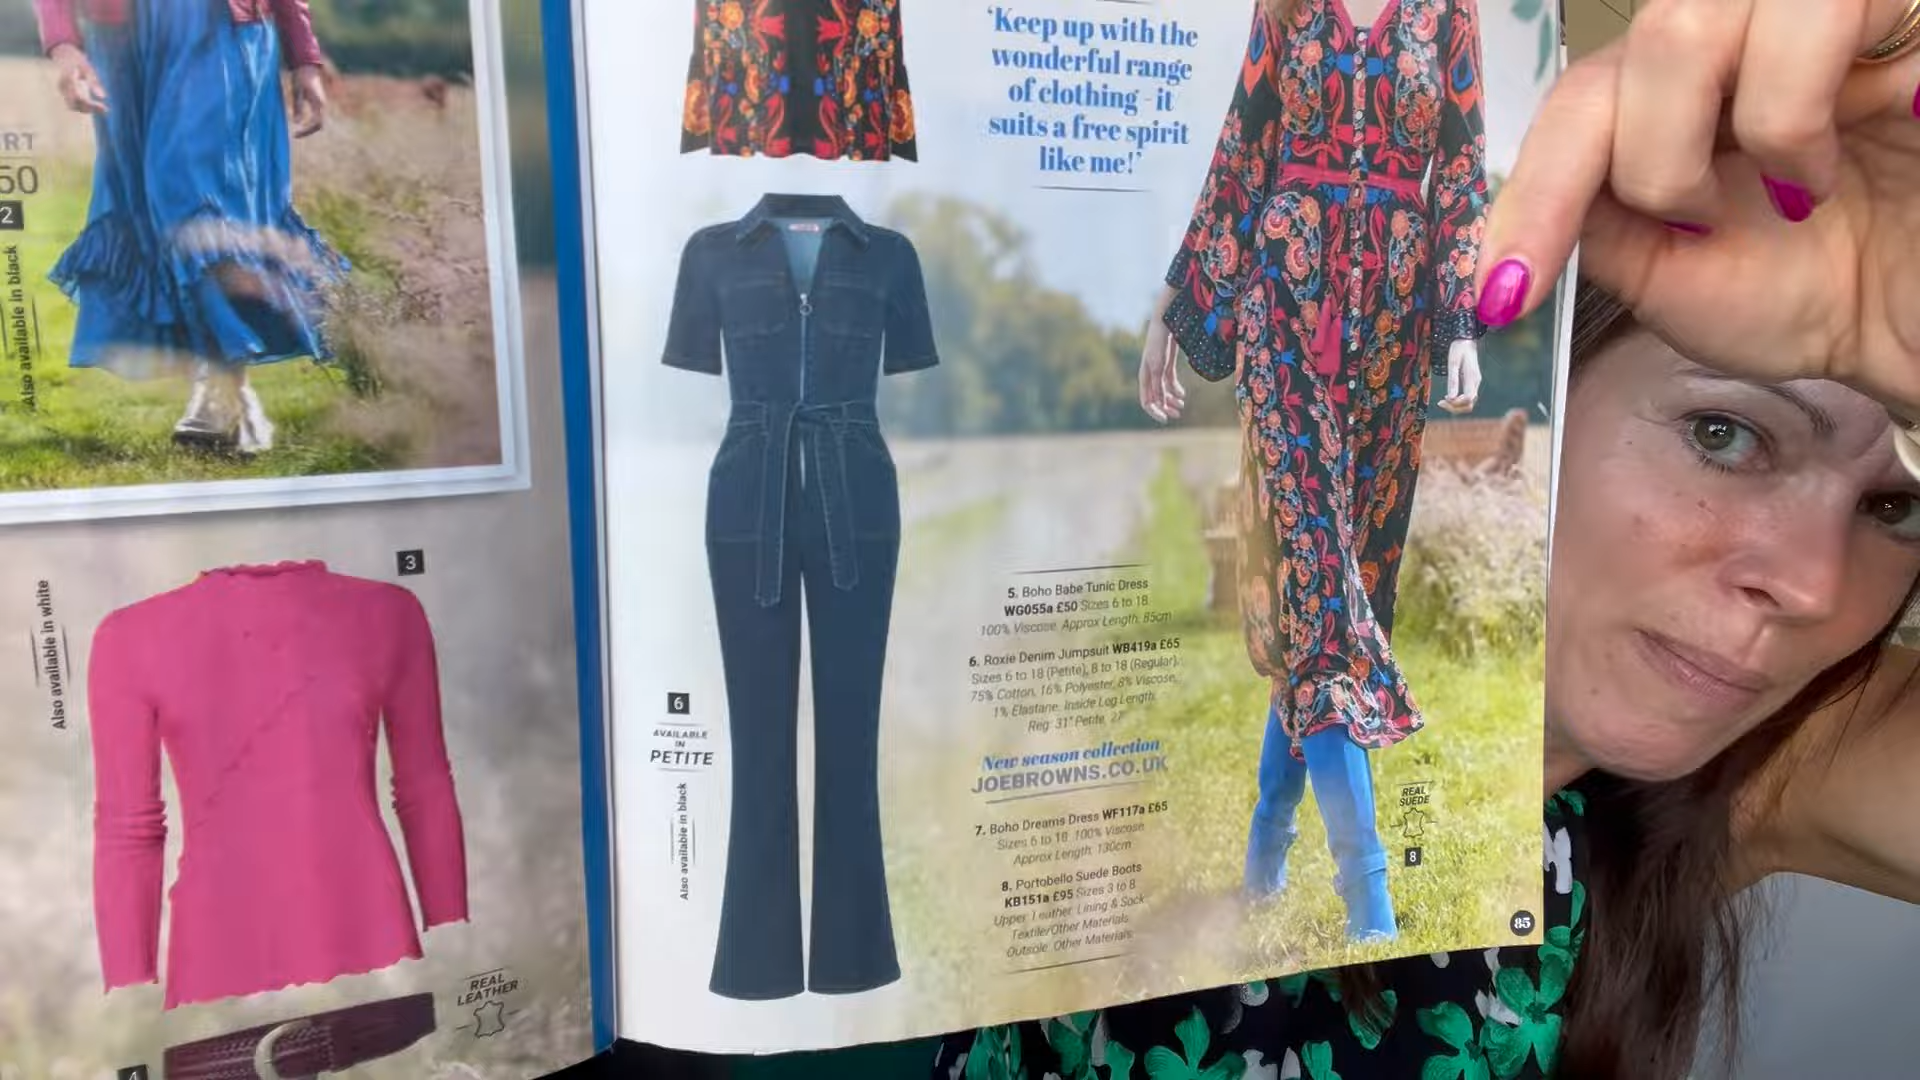 RT
50
2
Also available in black
Also available in white
3
REAL
LEATHER
4
‘Keep up with the
wonderful range
of clothing - it
suits a free spirit
like me!’
6
AVAILABLE
IN
PETITE
Also available in black
5. Boho Babe Tunic Dress
WG055a £50 Sizes 6 to 18
100% Viscose. Approx Length: 85cm
6. Roxie Denim Jumpsuit WB419a £65
Sizes 6 to 18 (Petite), 8 to 18 (Regular).
75% Cotton, 16% Polyester, 8% Viscose,
1% Elastane. Inside Leg Length:
Reg: 31" Petite: 27"
New season collection
JOEBROWNS.CO.UK
7. Boho Dreams Dress WF117a £65
Sizes 6 to 18. 100% Viscose.
Approx Length: 130cm
8. Portobello Suede Boots
KB151a £95 Sizes 3 to 8
Upper: Leather. Lining & Sock:
Textile/Other Materials.
Outsole: Other Materials.
REAL
SUEDE
8
85